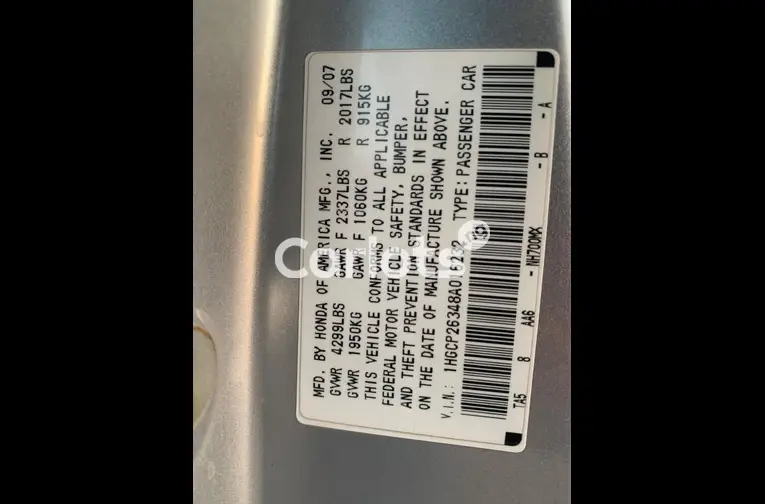 MFD. BY HONDA OF AMERICA MFG., INC. 09/07
GVWR 4299LBS GAWR F 2337LBS R 2017LBS
GVWR 1950KG GAWR F 1060KG R 915KG
THIS VEHICLE CONFORMS TO ALL APPLICABLE
FEDERAL MOTOR VEHICLE SAFETY, BUMPER,
AND THEFT PREVENTION STANDARDS IN EFFECT
ON THE DATE OF MANUFACTURE SHOWN ABOVE.
V.I.N.: 1HGCP26348A016232 TYPE: PASSENGER CAR
TA5 8 AA6 - NH700MX - B - A